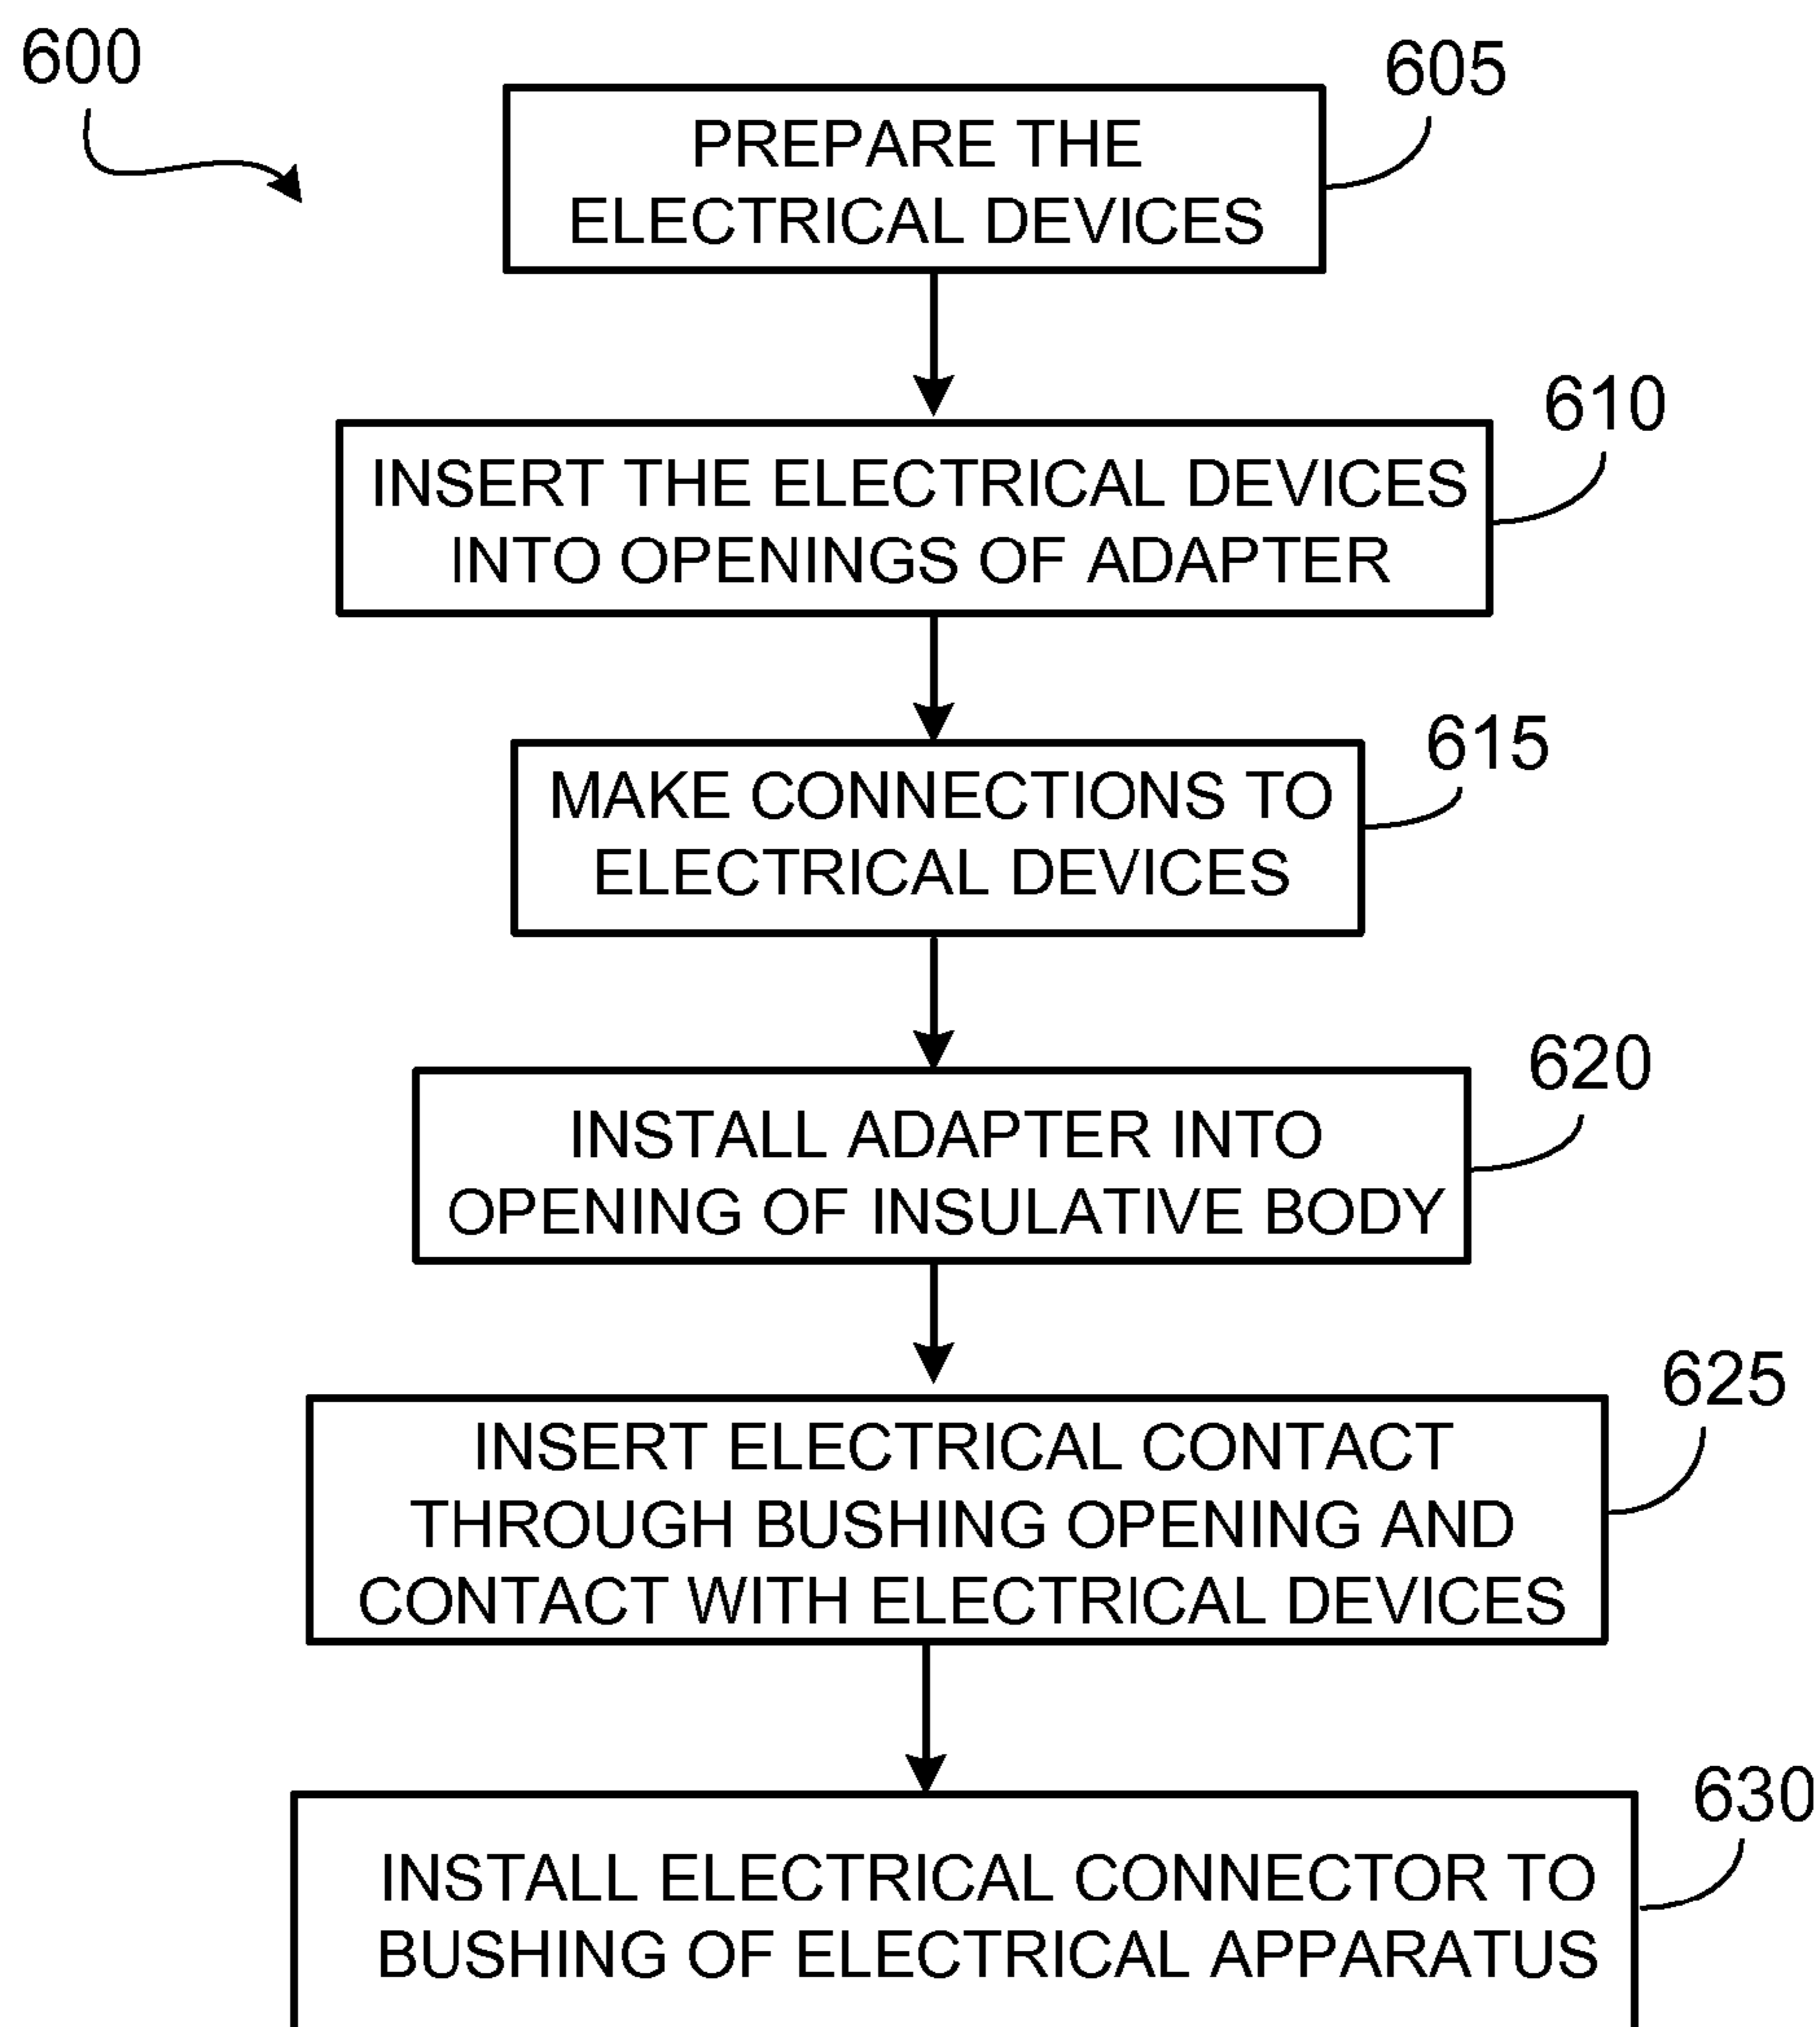 600
605
PREPARE THE
ELECTRICAL DEVICES
610
INSERT THE ELECTRICAL DEVICES
INTO OPENINGS OF ADAPTER
615
MAKE CONNECTIONS TO
ELECTRICAL DEVICES
620
INSTALL ADAPTER INTO
OPENING OF INSULATIVE BODY
625
INSERT ELECTRICAL CONTACT
THROUGH BUSHING OPENING AND
CONTACT WITH ELECTRICAL DEVICES
630
INSTALL ELECTRICAL CONNECTOR TO
BUSHING OF ELECTRICAL APPARATUS